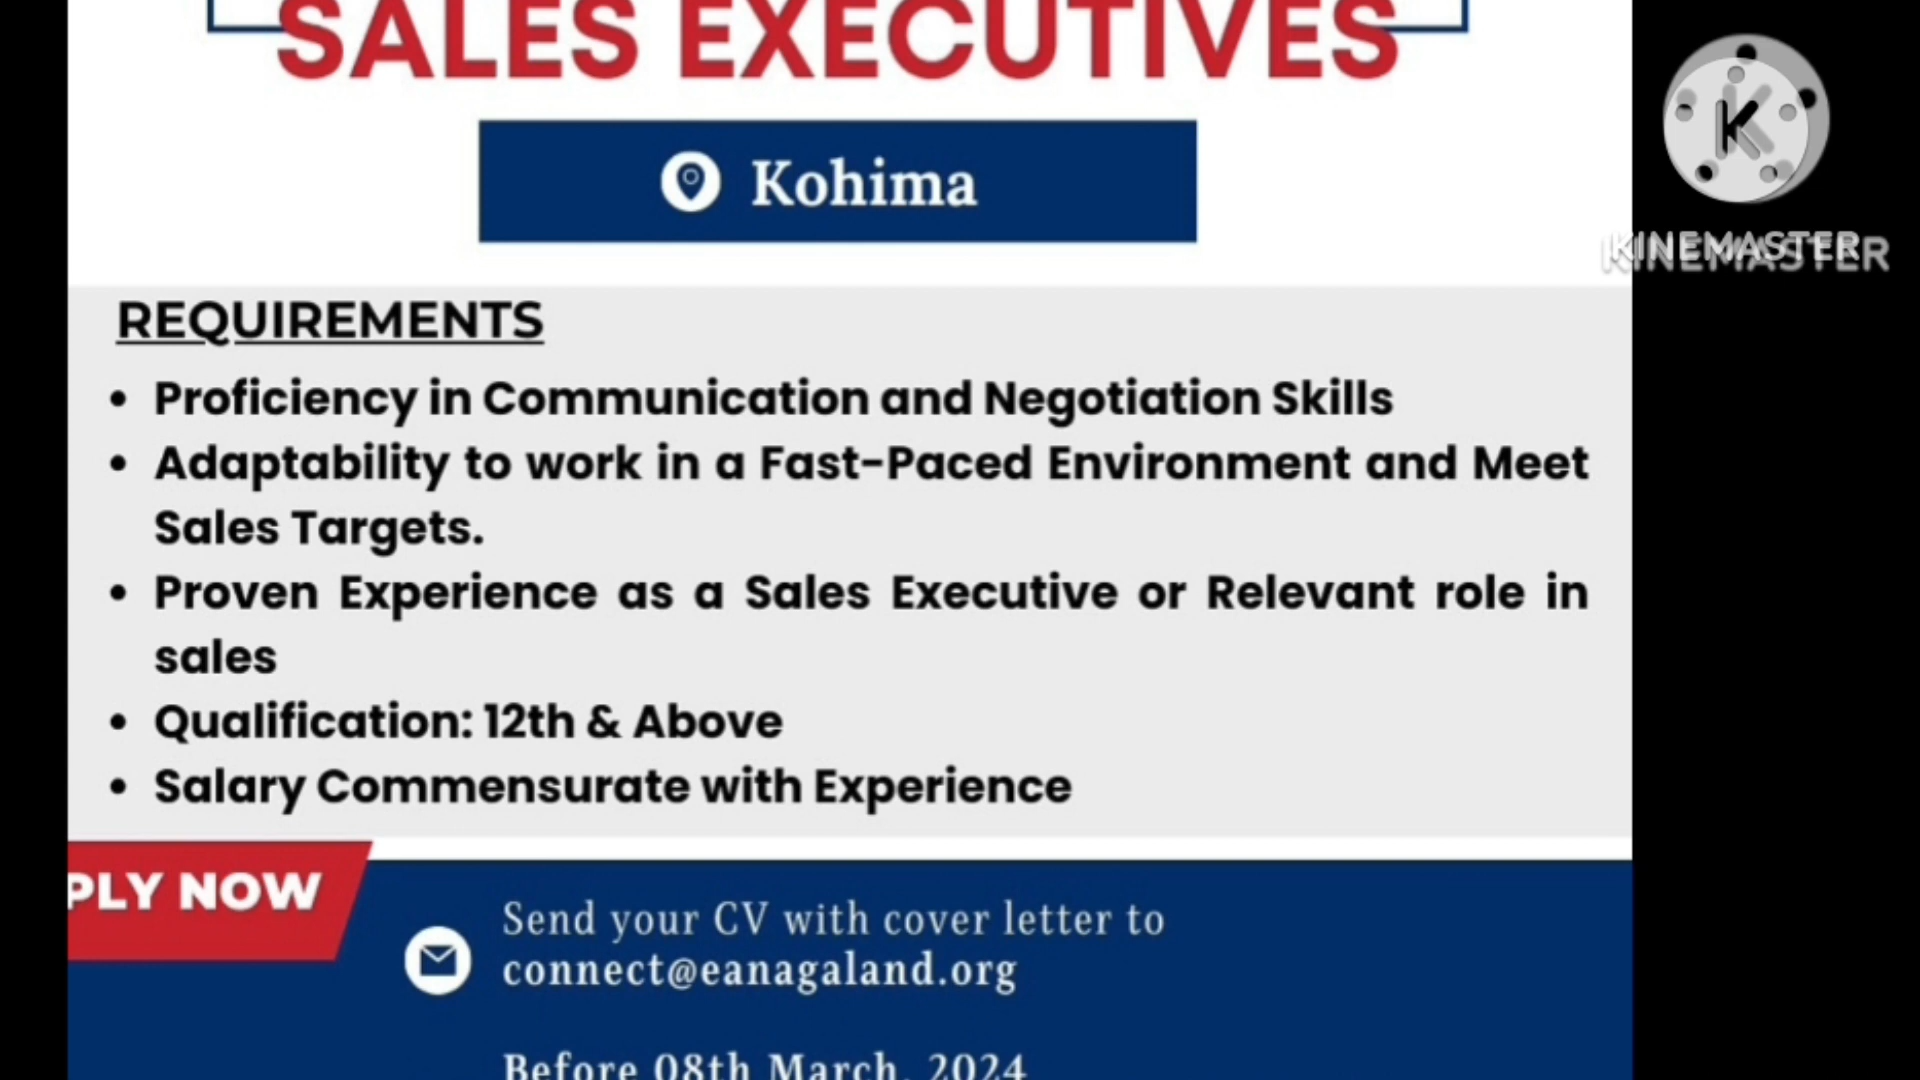 SALES EXECUTIVES
Kohima
K
KINEMASTER
REQUIREMENTS
• Proficiency in Communication and Negotiation Skills
• Adaptability to work in a Fast-Paced Environment and Meet
Sales Targets.
• Proven Experience as a Sales Executive or Relevant role in
sales
• Qualification: 12th & Above
• Salary Commensurate with Experience
PLY NOW
Send your CV with cover letter to
connect@eanagaland.org
Before 08th March, 2024